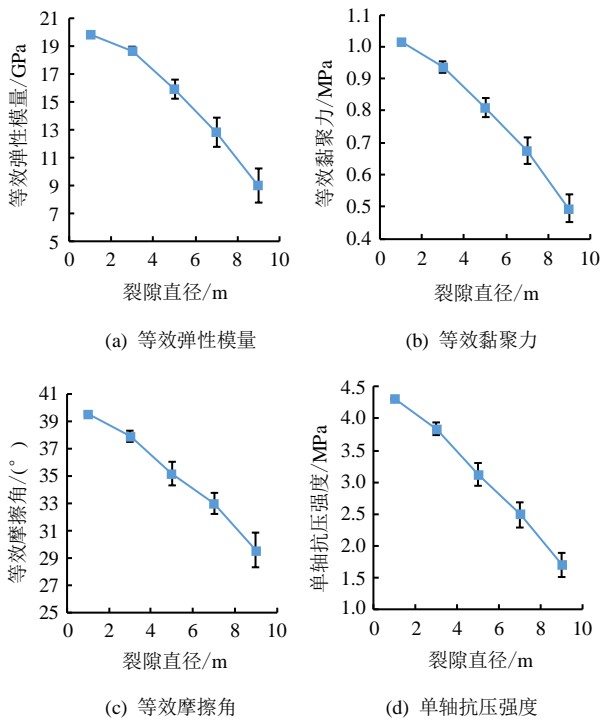 21
19
17
15
13
11
9
7
5
等效弹性模量/GPa
0 2 4 6 8 10
裂隙直径/m
(a) 等效弹性模量
1.1
1.0
0.9
0.8
0.7
0.6
0.5
0.4
等效黏聚力/MPa
0 2 4 6 8 10
裂隙直径/m
(b) 等效黏聚力
41
39
37
35
33
31
29
27
25
等效摩擦角/(°)
0 2 4 6 8 10
裂隙直径/m
(c) 等效摩擦角
4.5
4.0
3.5
3.0
2.5
2.0
1.5
1.0
单轴抗压强度/MPa
0 2 4 6 8 10
裂隙直径/m
(d) 单轴抗压强度